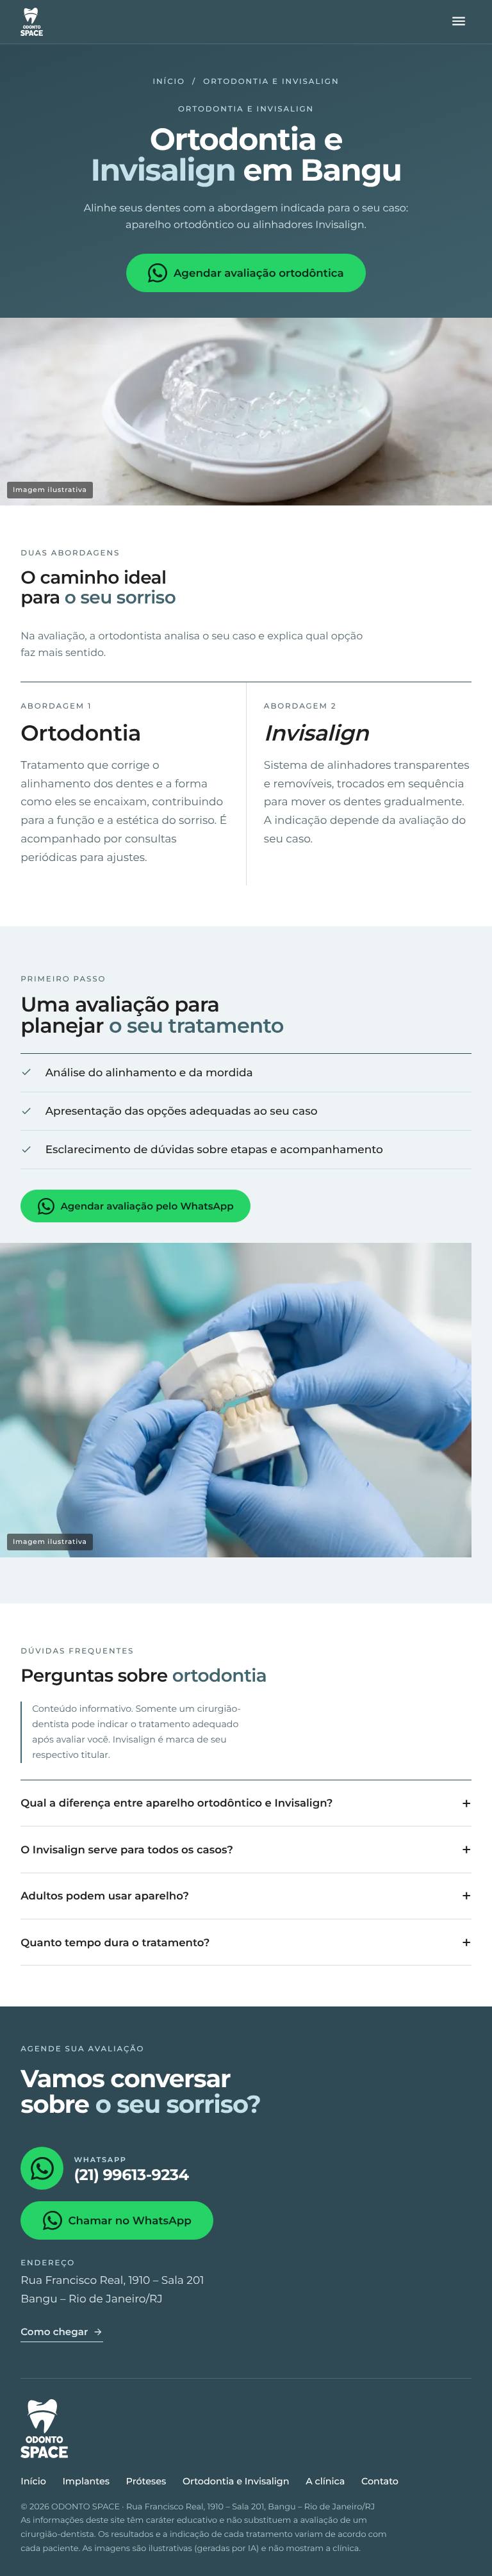 ODONTO
SPACE
INÍCIO / ORTODONTIA E INVISALIGN
ORTODONTIA E INVISALIGN
Ortodontia e
Invisalign em Bangu
Alinhe seus dentes com a abordagem indicada para o seu caso:
aparelho ortodôntico ou alinhadores Invisalign.
Agendar avaliação ortodôntica
Imagem ilustrativa
DUAS ABORDAGENS
O caminho ideal
para o seu sorriso
Na avaliação, a ortodontista analisa o seu caso e explica qual opção
faz mais sentido.
ABORDAGEM 1
Ortodontia
Tratamento que corrige o
alinhamento dos dentes e a forma
como eles se encaixam, contribuindo
para a função e a estética do sorriso. É
acompanhado por consultas
periódicas para ajustes.
ABORDAGEM 2
Invisalign
Sistema de alinhadores transparentes
e removíveis, trocados em sequência
para mover os dentes gradualmente.
A indicação depende da avaliação do
seu caso.
PRIMEIRO PASSO
Uma avaliação para
planejar o seu tratamento
Análise do alinhamento e da mordida
Apresentação das opções adequadas ao seu caso
Esclarecimento de dúvidas sobre etapas e acompanhamento
Agendar avaliação pelo WhatsApp
Imagem ilustrativa
DÚVIDAS FREQUENTES
Perguntas sobre ortodontia
Conteúdo informativo. Somente um cirurgião-
dentista pode indicar o tratamento adequado
após avaliar você. Invisalign é marca de seu
respectivo titular.
Qual a diferença entre aparelho ortodôntico e Invisalign? +
O Invisalign serve para todos os casos? +
Adultos podem usar aparelho? +
Quanto tempo dura o tratamento? +
AGENDE SUA AVALIAÇÃO
Vamos conversar
sobre o seu sorriso?
WHATSAPP
(21) 99613-9234
Chamar no WhatsApp
ENDEREÇO
Rua Francisco Real, 1910 – Sala 201
Bangu – Rio de Janeiro/RJ
Como chegar →
ODONTO
SPACE
Início Implantes Próteses Ortodontia e Invisalign A clínica Contato
© 2026 ODONTO SPACE · Rua Francisco Real, 1910 – Sala 201, Bangu – Rio de Janeiro/RJ
As informações deste site têm caráter educativo e não substituem a avaliação de um
cirurgião-dentista. Os resultados e a indicação de cada tratamento variam de acordo com
cada paciente. As imagens são ilustrativas (geradas por IA) e não mostram a clínica.